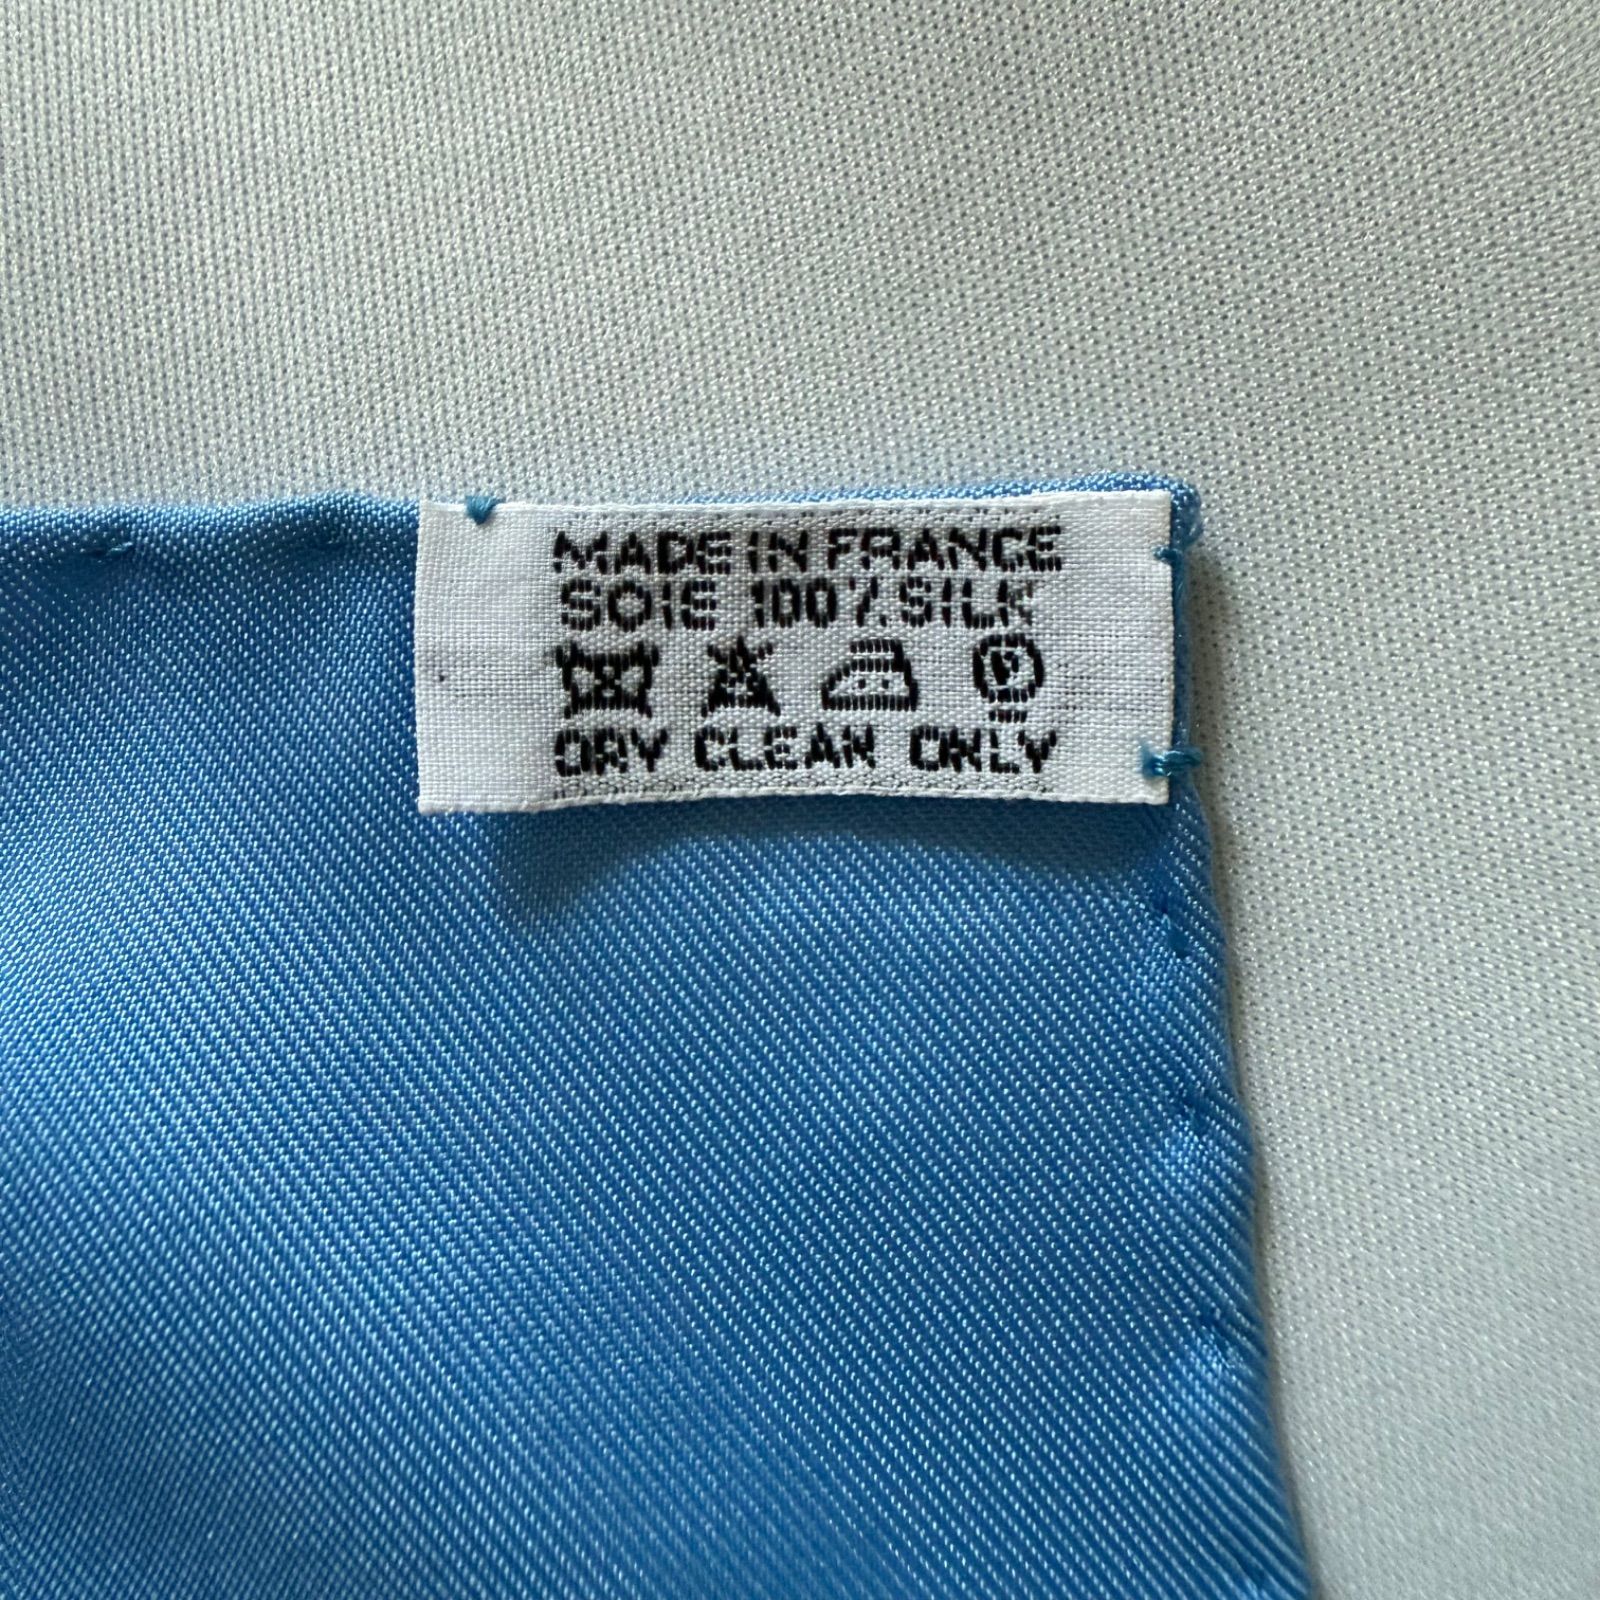 MADE IN FRANCE
SOIE 100% SILK
P
DRY CLEAN ONLY